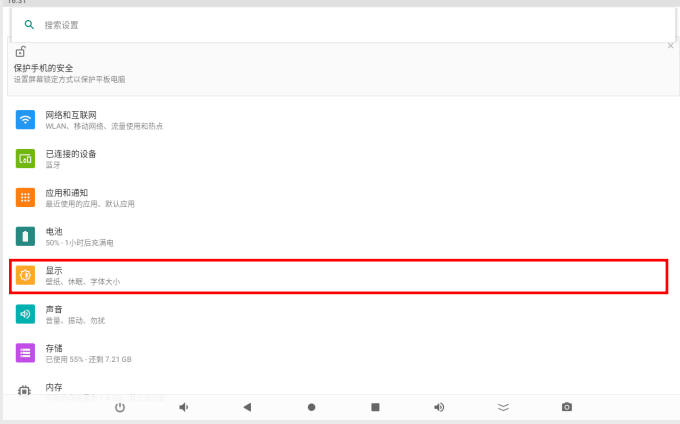 16:31
搜索设置
保护手机的安全
设置屏幕锁定方式以保护平板电脑
网络和互联网
WLAN、移动网络、流量使用和热点
已连接的设备
蓝牙
应用和通知
最近使用的应用、默认应用
电池
50% - 1小时后充满电
显示
壁纸、休眠、字体大小
声音
音量、振动、勿扰
存储
已使用 55% - 还剩 7.21 GB
内存